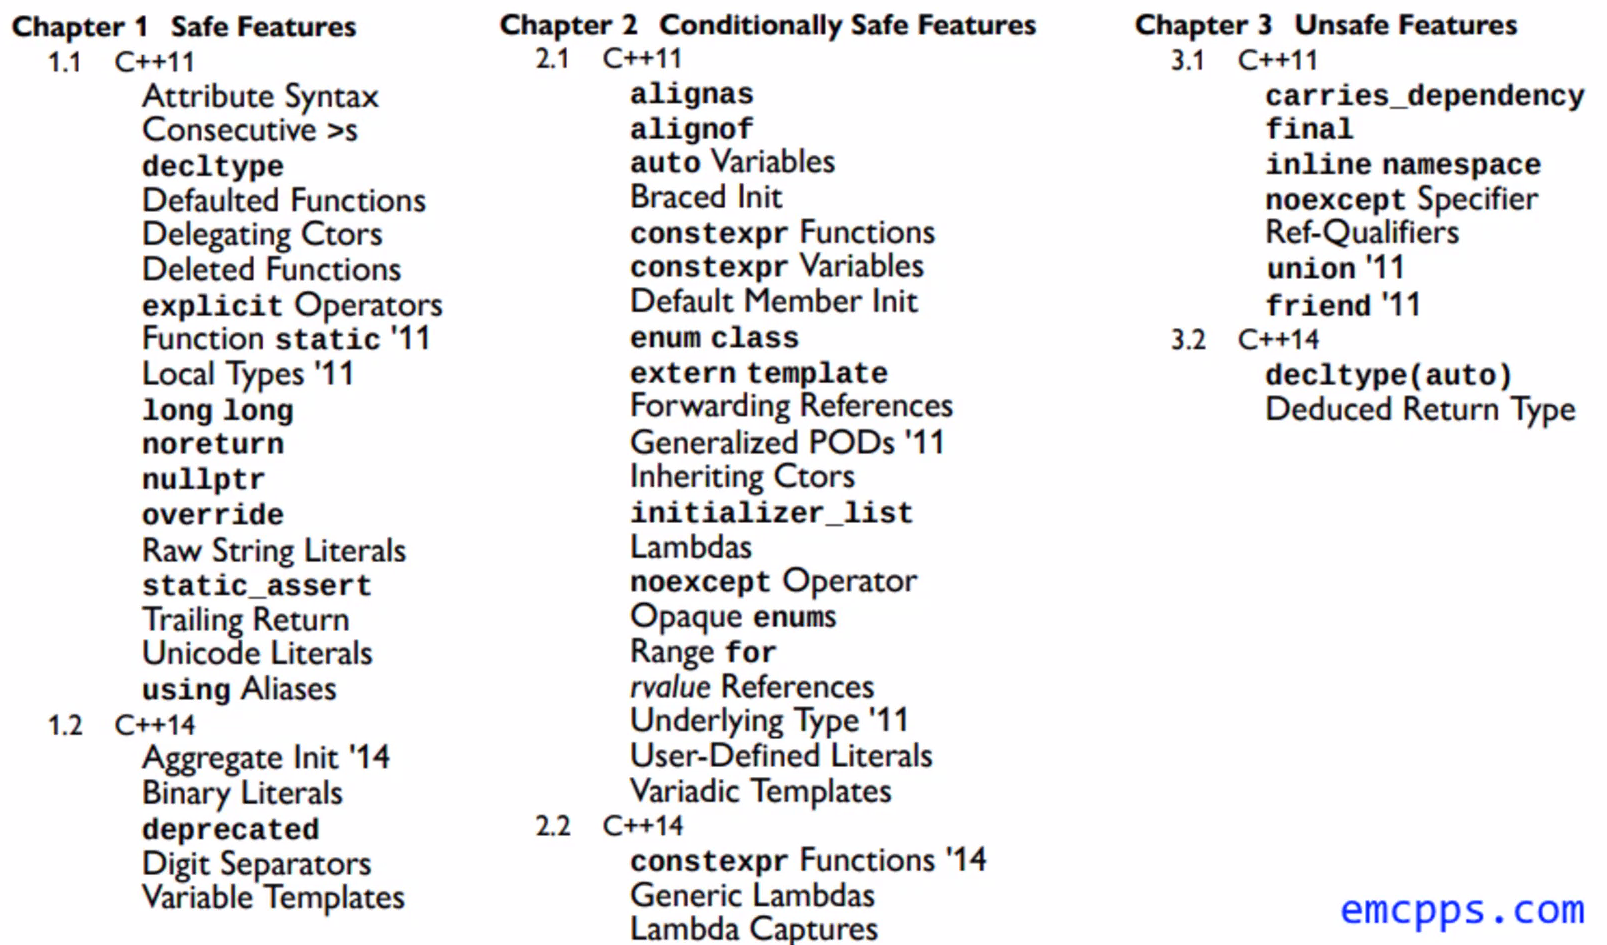 Chapter 1 Safe Features
1.1 C++11
Attribute Syntax
Consecutive >s
decltype
Defaulted Functions
Delegating Ctors
Deleted Functions
explicit Operators
Function static '11
Local Types '11
long long
noreturn
nullptr
override
Raw String Literals
static_assert
Trailing Return
Unicode Literals
using Aliases
1.2 C++14
Aggregate Init '14
Binary Literals
deprecated
Digit Separators
Variable Templates
Chapter 2 Conditionally Safe Features
2.1 C++11
alignas
alignof
auto Variables
Braced Init
constexpr Functions
constexpr Variables
Default Member Init
enum class
extern template
Forwarding References
Generalized PODs '11
Inheriting Ctors
initializer_list
Lambdas
noexcept Operator
Opaque enums
Range for
rvalue References
Underlying Type '11
User-Defined Literals
Variadic Templates
2.2 C++14
constexpr Functions '14
Generic Lambdas
Lambda Captures
Chapter 3 Unsafe Features
3.1 C++11
carries_dependency
final
inline namespace
noexcept Specifier
Ref-Qualifiers
union '11
friend '11
3.2 C++14
decltype(auto)
Deduced Return Type
emcpps.com